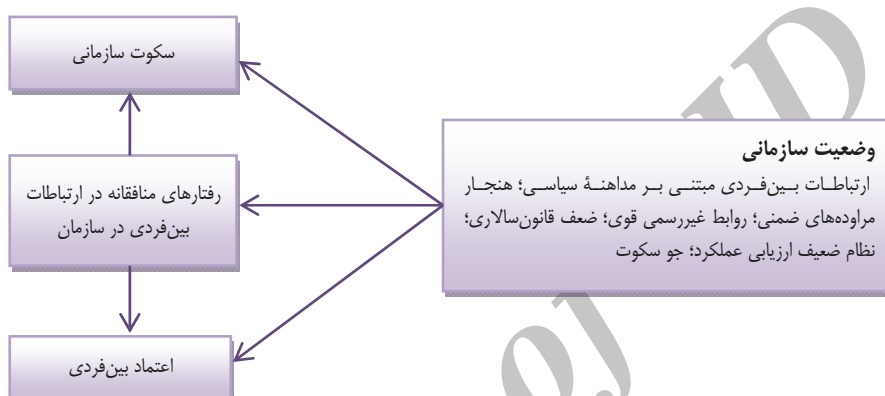 سکوت سازمانی
وضعیت سازمانی
ارتباطات بین‌فردی مبتنی بر مداهنۀ سیاسی؛ هنجار
مراوده‌های ضمنی؛ روابط غیررسمی قوی؛ ضعف قانون‌سالاری؛
نظام ضعیف ارزیابی عملکرد؛ جو سکوت
رفتارهای منافقانه در ارتباطات
بین‌فردی در سازمان
اعتماد بین‌فردی